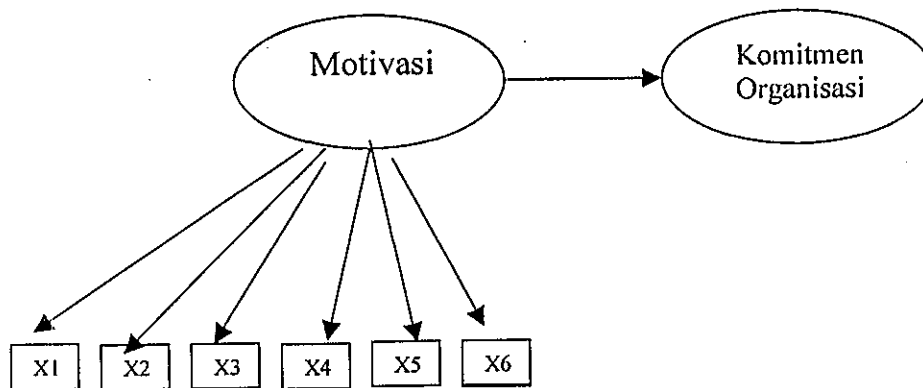 Motivasi
Komitmen
Organisasi
X1
X2
X3
X4
X5
X6